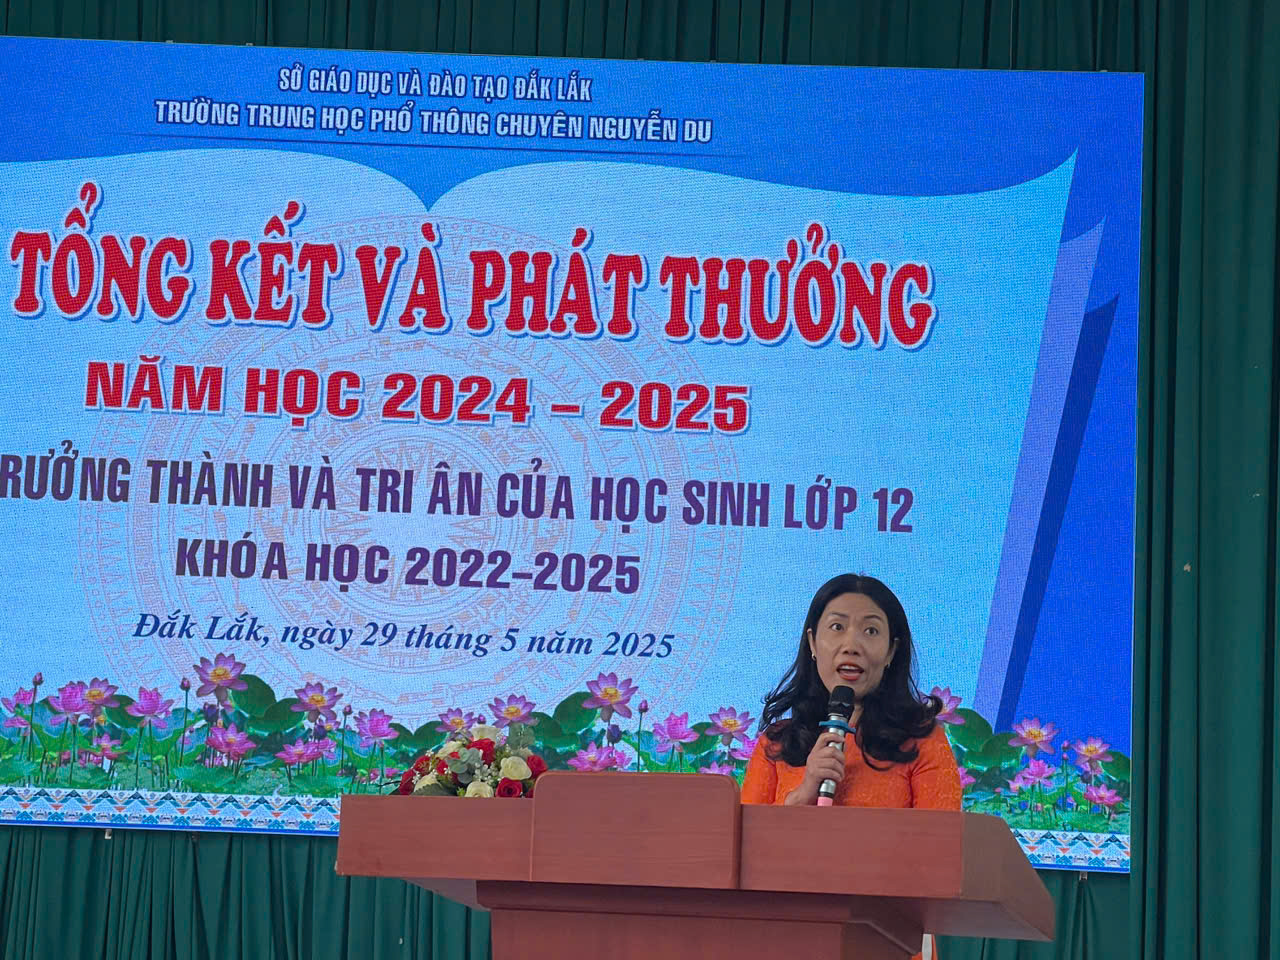 SỞ GIÁO DỤC VÀ ĐÀO TẠO ĐẮK LẮK
TRƯỜNG TRUNG HỌC PHỔ THÔNG CHUYÊN NGUYỄN DU
TỔNG KẾT VÀ PHÁT THƯỞNG
NĂM HỌC 2024 – 2025
RƯỞNG THÀNH VÀ TRI ÂN CỦA HỌC SINH LỚP 12
KHÓA HỌC 2022-2025
Đắk Lắk, ngày 29 tháng 5 năm 2025